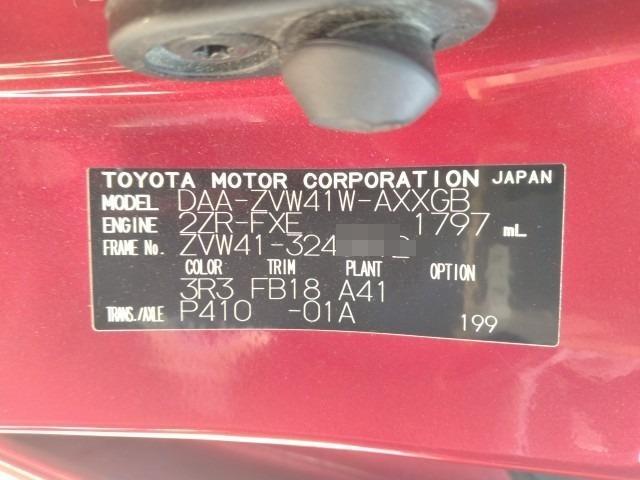 TOYOTA MOTOR CORPORATION JAPAN
MODEL DAA-ZVW41W-AXXGB
ENGINE 2ZR-FXE 1797 mL
FRAME No. ZVW41-324
COLOR TRIM PLANT OPTION
3R3 FB18 A41
TRANS./AXLE P410 -01A 199